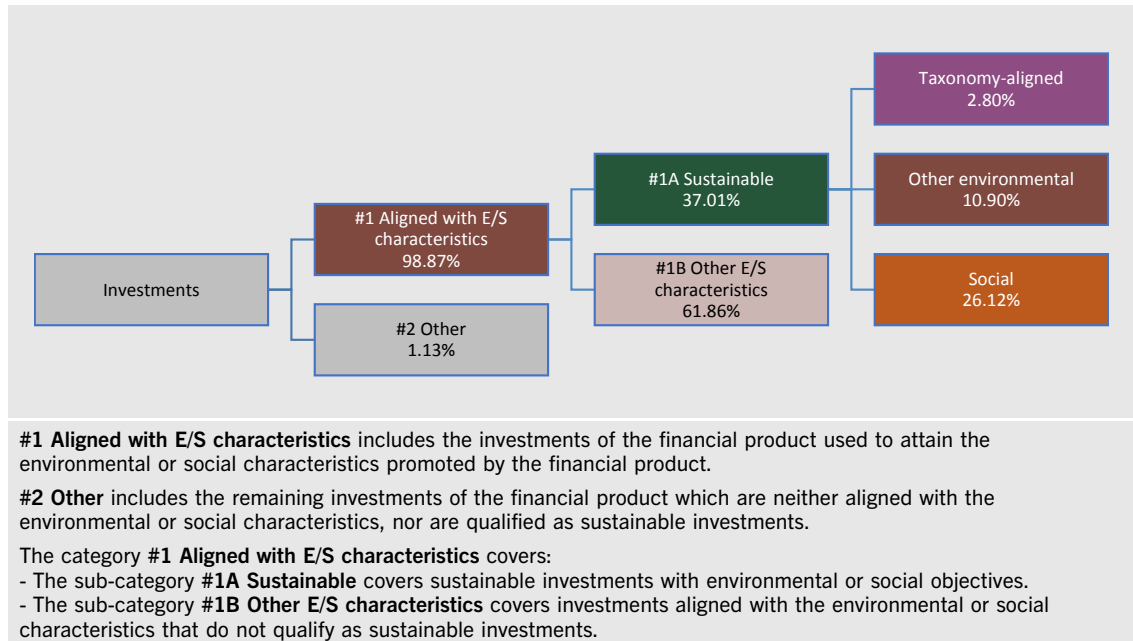 Taxonomy-aligned
2.80%
#1A Sustainable
37.01%
Other environmental
10.90%
#1 Aligned with E/S
characteristics
98.87%
#1B Other E/S
characteristics
61.86%
Social
26.12%
Investments
#2 Other
1.13%
#1 Aligned with E/S characteristics includes the investments of the financial product used to attain the
environmental or social characteristics promoted by the financial product.
#2 Other includes the remaining investments of the financial product which are neither aligned with the
environmental or social characteristics, nor are qualified as sustainable investments.
The category #1 Aligned with E/S characteristics covers:
- The sub-category #1A Sustainable covers sustainable investments with environmental or social objectives.
- The sub-category #1B Other E/S characteristics covers investments aligned with the environmental or social
characteristics that do not qualify as sustainable investments.